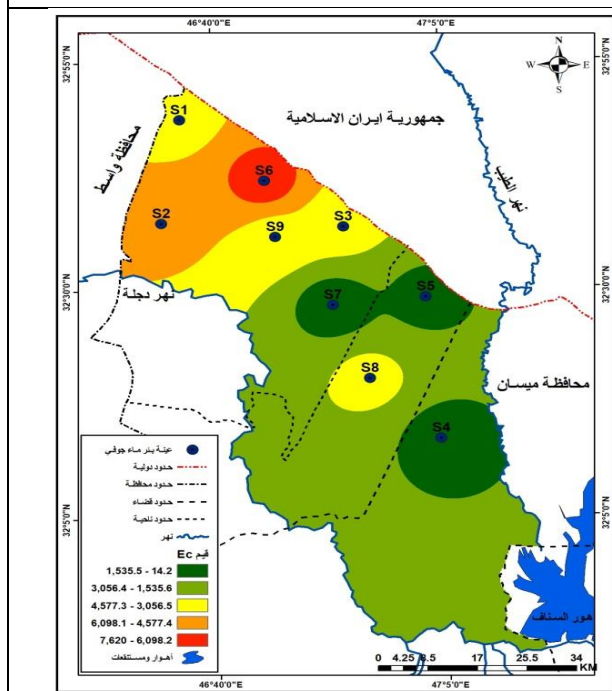 46°40'0"E
47°5'0"E
32°55'0"N
32°55'0"N
N
W E
S
جمهورية ايران الاسلامية
محافظة واسط
نهر الطيب
S1
S6
S2
S3
S9
32°30'0"N
32°30'0"N
نهر دجلة
S7
S5
S8
محافظة ميسان
S4
عينة بئر ماء جوفي
حدود دولية
حدود محافظة
حدود قضاء
حدود ناحية
نهر
قيم Ec
1,535.5 - 14.2
3,056.4 - 1,535.6
4,577.3 - 3,056.5
6,098.1 - 4,577.4
7,620 - 6,098.2
أهوار ومستنقعات
32°5'0"N
32°5'0"N
هور السناف
0 4.25 8.5 17 25.5 34
KM
46°40'0"E
47°5'0"E